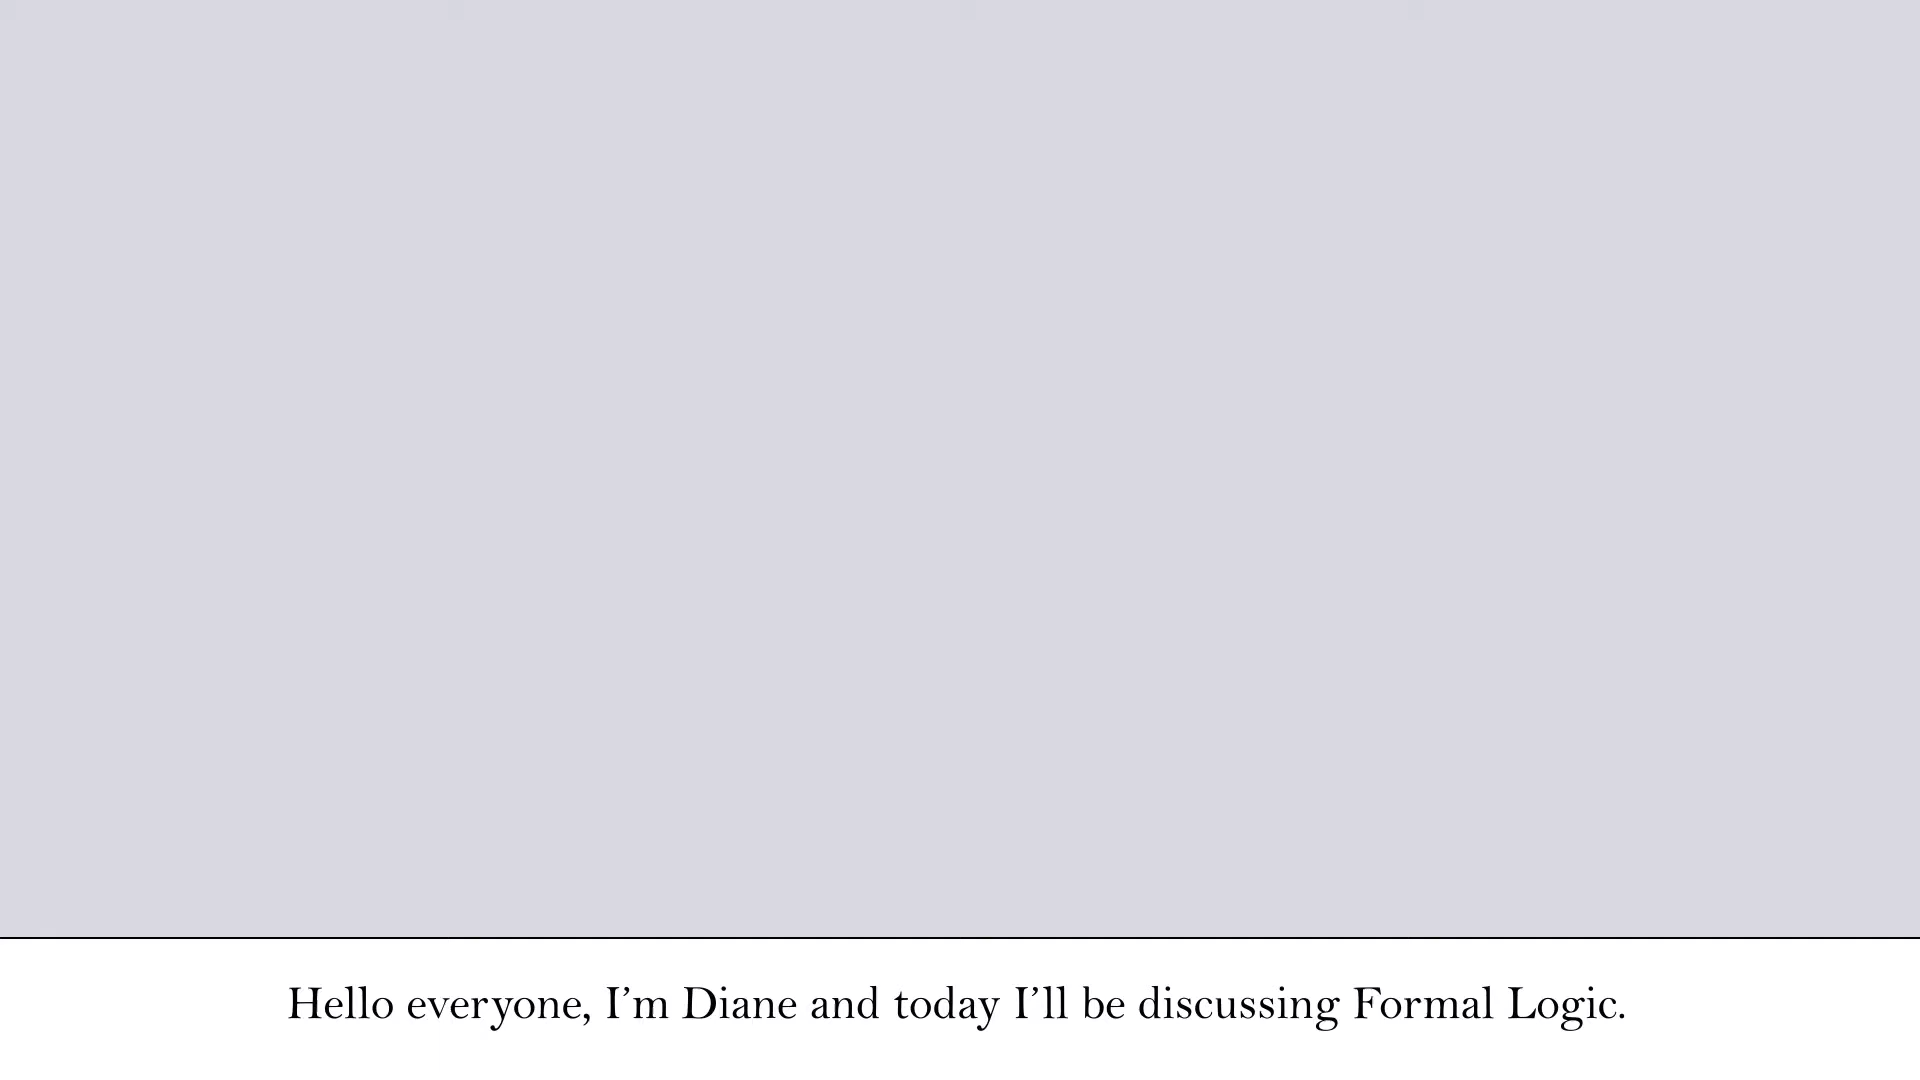 Hello everyone, I’m Diane and today I’ll be discussing Formal Logic.